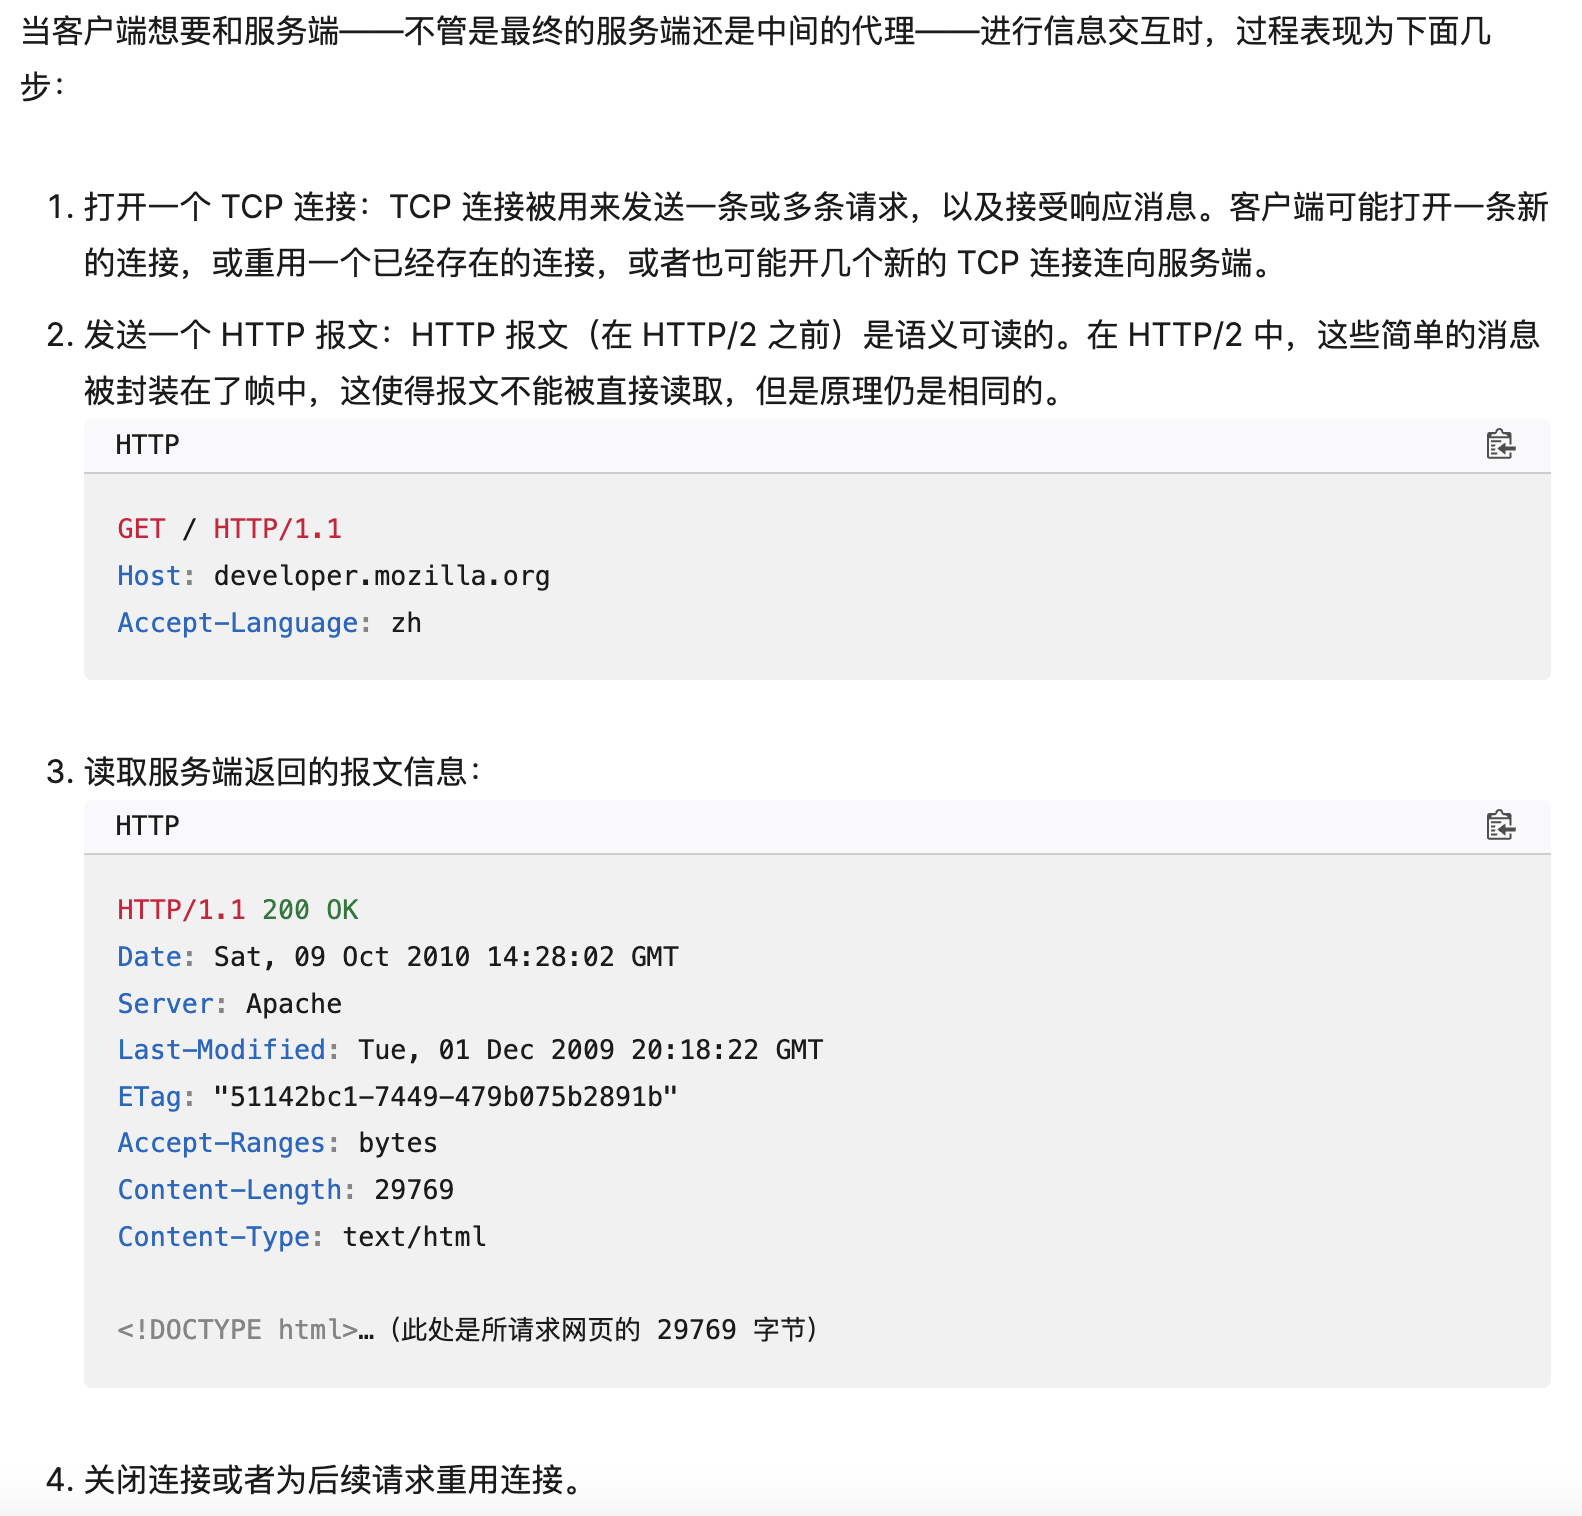 当客户端想要和服务端——不管是最终的服务端还是中间的代理——进行信息交互时，过程表现为下面几
步：
1. 打开一个 TCP 连接：TCP 连接被用来发送一条或多条请求，以及接受响应消息。客户端可能打开一条新
的连接，或重用一个已经存在的连接，或者也可能开几个新的 TCP 连接连向服务端。
2. 发送一个 HTTP 报文：HTTP 报文（在 HTTP/2 之前）是语义可读的。在 HTTP/2 中，这些简单的消息
被封装在了帧中，这使得报文不能被直接读取，但是原理仍是相同的。
HTTP
GET / HTTP/1.1
Host: developer.mozilla.org
Accept-Language: zh
3. 读取服务端返回的报文信息：
HTTP
HTTP/1.1 200 OK
Date: Sat, 09 Oct 2010 14:28:02 GMT
Server: Apache
Last-Modified: Tue, 01 Dec 2009 20:18:22 GMT
ETag: "51142bc1-7449-479b075b2891b"
Accept-Ranges: bytes
Content-Length: 29769
Content-Type: text/html
<!DOCTYPE html>…（此处是所请求网页的 29769 字节）
4. 关闭连接或者为后续请求重用连接。